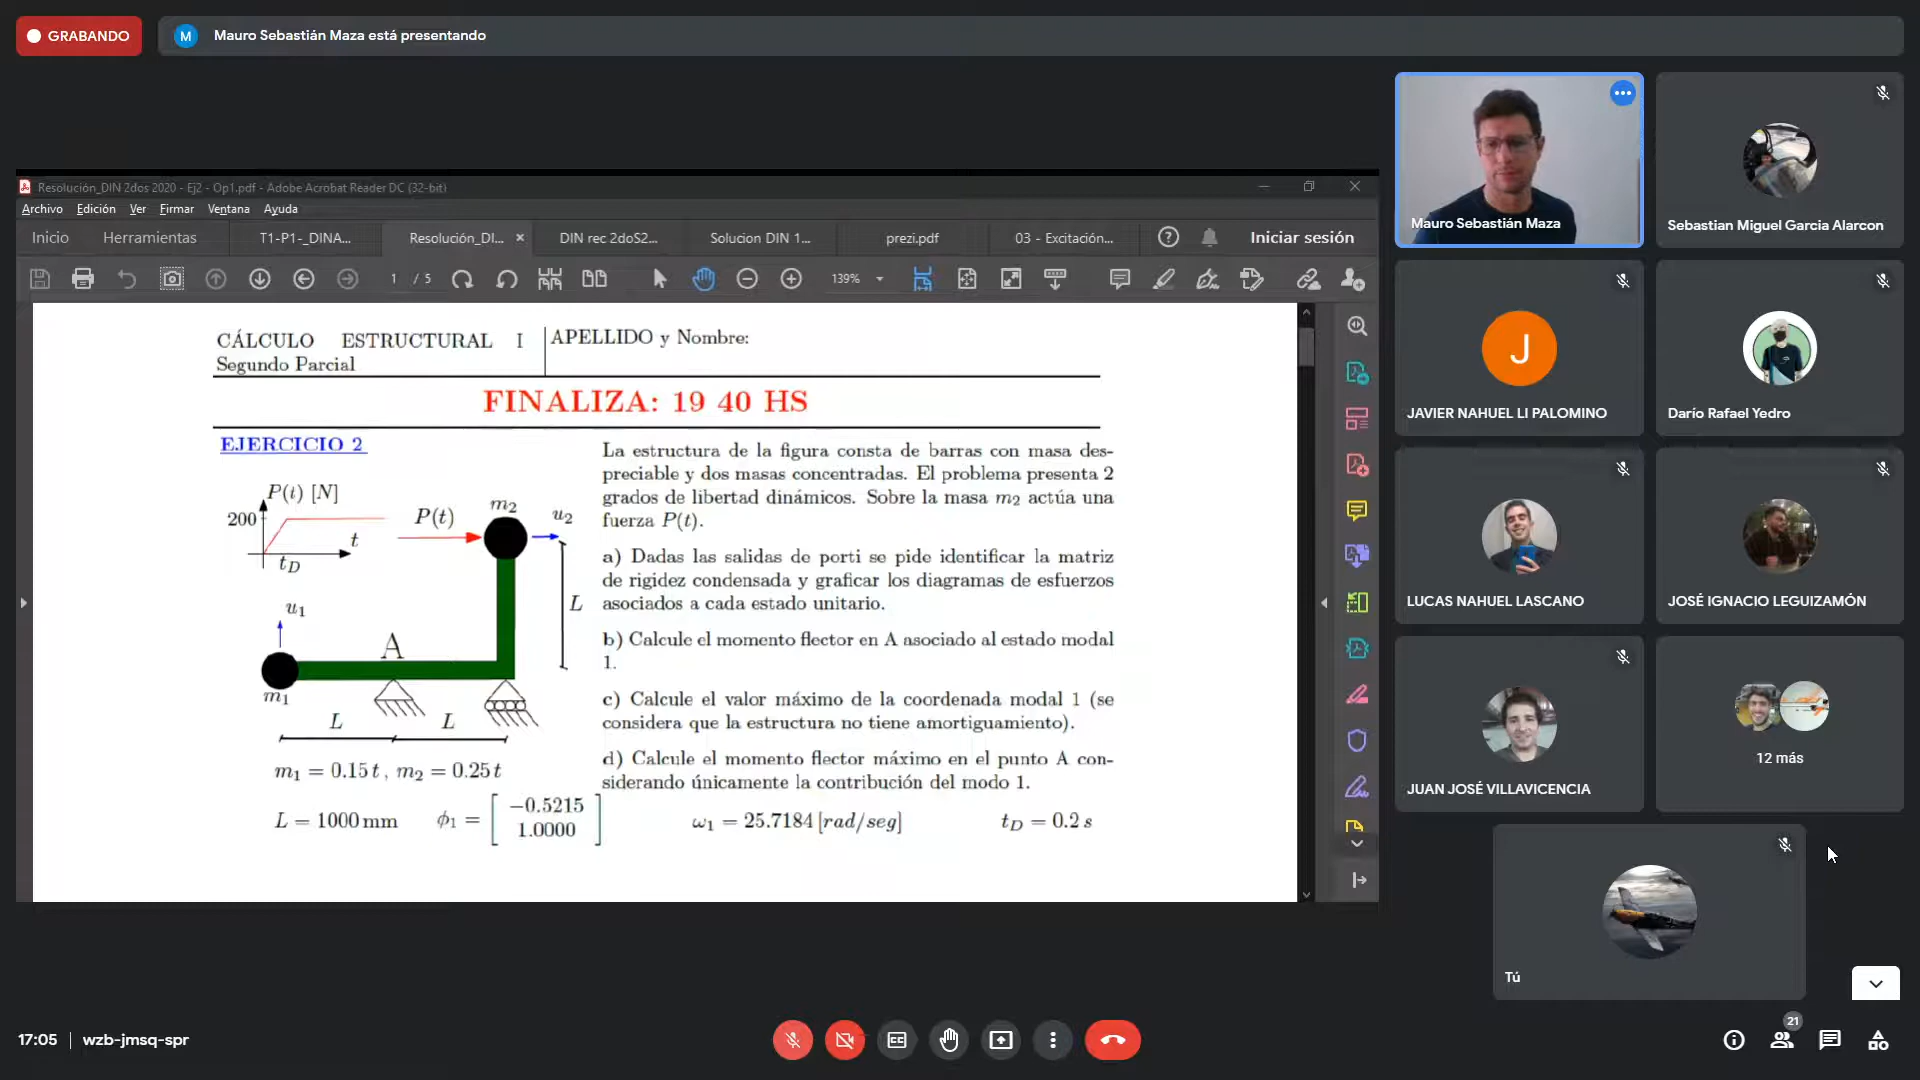 GRABANDO
M
Mauro Sebastián Maza está presentando
Resolución_DIN 2dos 2020 - Ej2 - Op1.pdf - Adobe Acrobat Reader DC (32-bit)
Archivo Edición Ver Firmar Ventana Ayuda
Inicio Herramientas T1-P1-_DINA... Resolución_DI... × DIN rec 2doS2... Solucion DIN 1... prezi.pdf 03 - Excitación... Iniciar sesión
1 / 5 139%
CÁLCULO ESTRUCTURAL I
Segundo Parcial
APELLIDO y Nombre:
FINALIZA: 19 40 HS
EJERCICIO 2
P(t) [N]
200
t
t_D
P(t)
m₂
u₂
L
u₁
A
m₁
L
L
m₁ = 0.15 t , m₂ = 0.25 t
La estructura de la figura consta de barras con masa des-
preciable y dos masas concentradas. El problema presenta 2
grados de libertad dinámicos. Sobre la masa m₂ actúa una
fuerza P(t).
a) Dadas las salidas de porti se pide identificar la matriz
de rigidez condensada y graficar los diagramas de esfuerzos
asociados a cada estado unitario.
b) Calcule el momento flector en A asociado al estado modal
1.
c) Calcule el valor máximo de la coordenada modal 1 (se
considera que la estructura no tiene amortiguamiento).
d) Calcule el momento flector máximo en el punto A con-
siderando únicamente la contribución del modo 1.
L = 1000 mm φ₁ = [ −0.5215
1.0000 ] ω₁ = 25.7184 [rad/seg] t_D = 0.2 s
Mauro Sebastián Maza
Sebastian Miguel Garcia Alarcon
J
JAVIER NAHUEL LI PALOMINO
Darío Rafael Yedro
LUCAS NAHUEL LASCANO
JOSÉ IGNACIO LEGUIZAMÓN
JUAN JOSÉ VILLAVICENCIA
12 más
Tú
17:05 | wzb-jmsq-spr
21